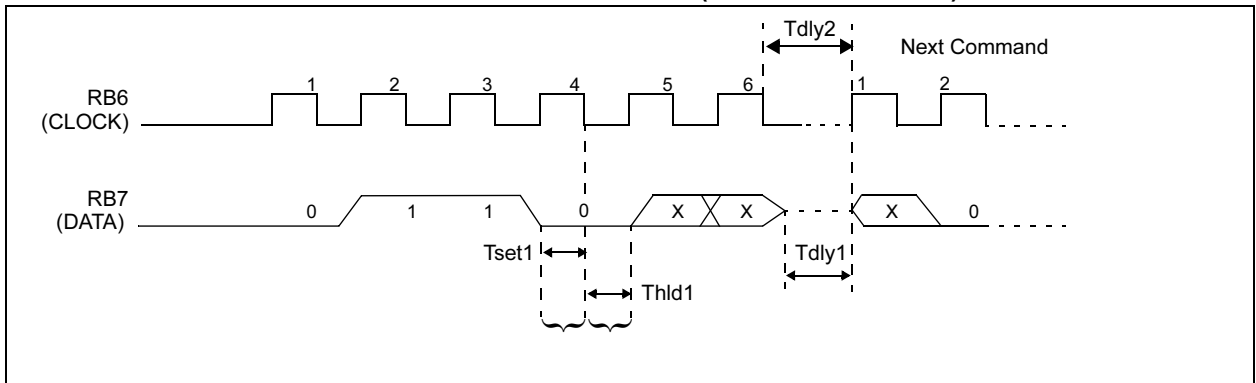 Tdly2
Next Command
1 2 3 4 5 6 1 2
RB6
(CLOCK)
RB7
(DATA)
0 1 1 0 X X X 0
Tset1
Tdly1
Thld1